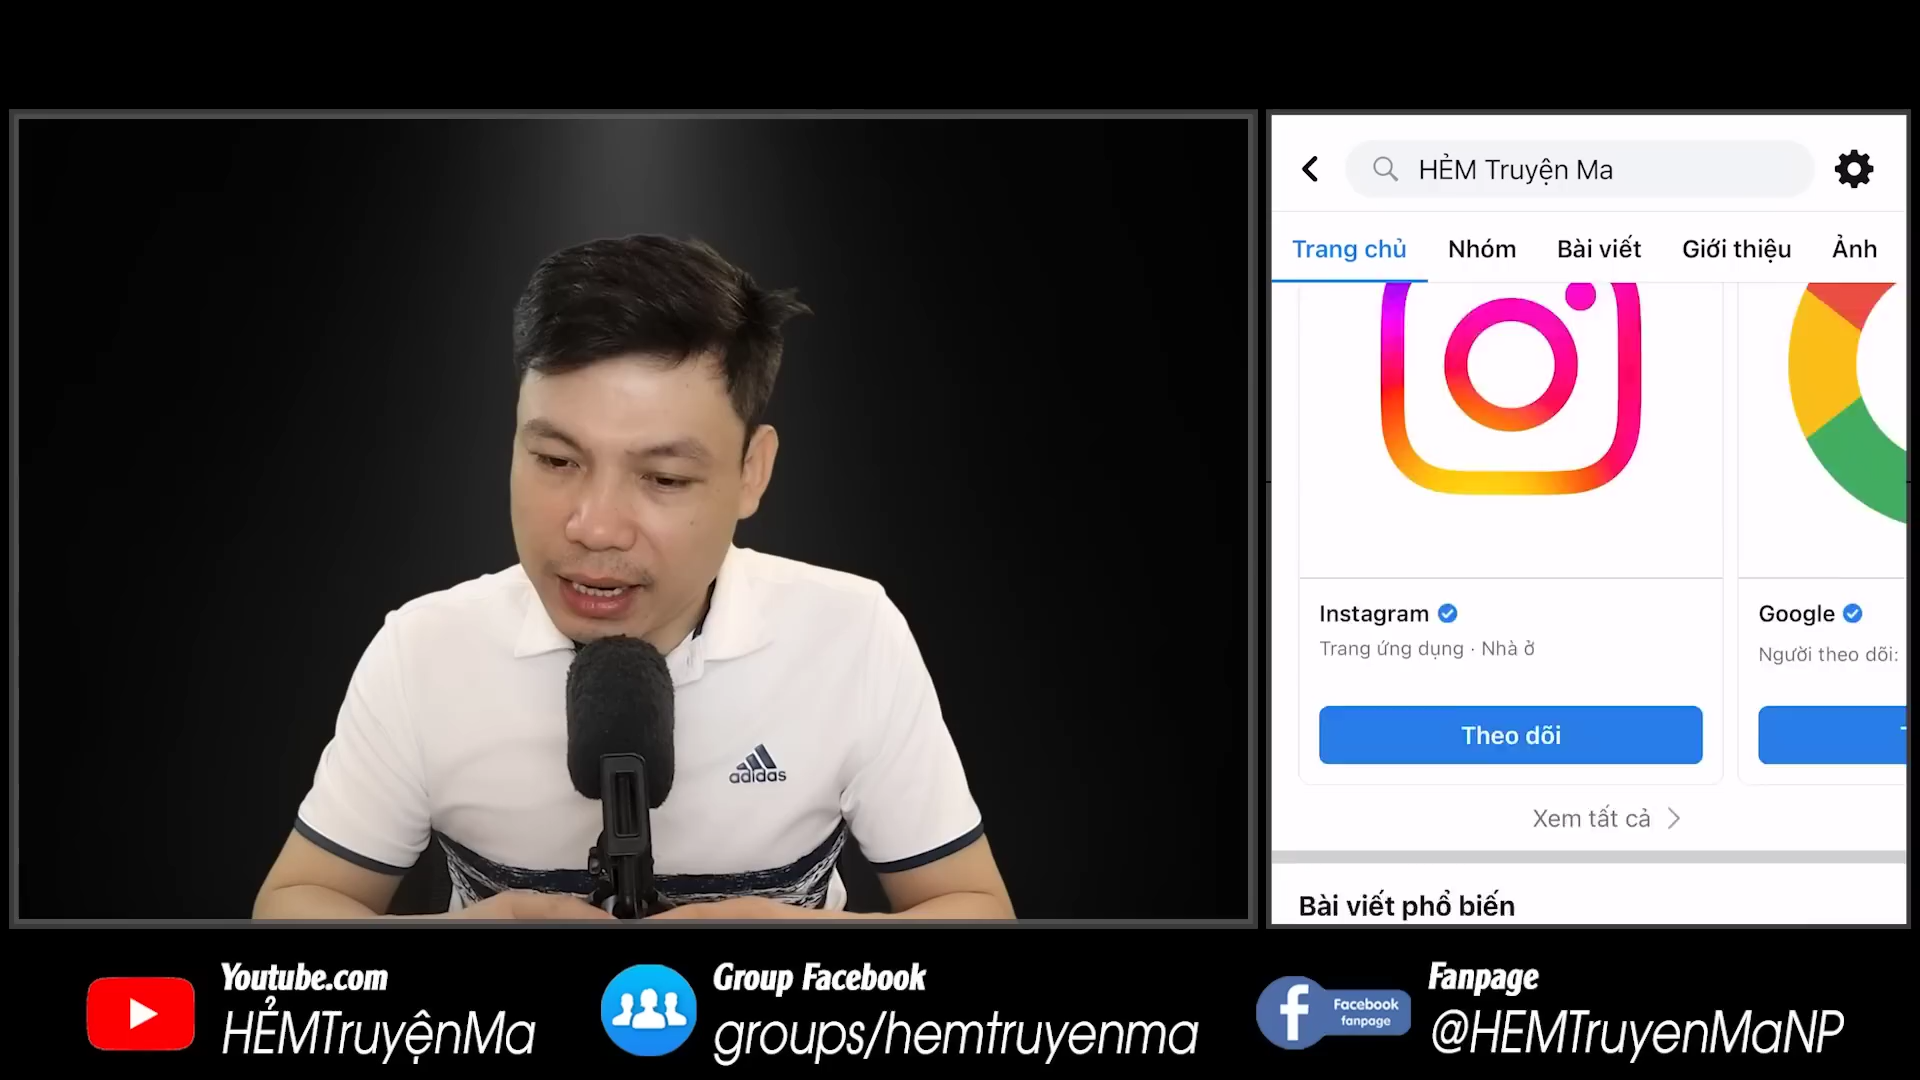 HẺM Truyện Ma
Trang chủ Nhóm Bài viết Giới thiệu Ảnh
Instagram
Trang ứng dụng · Nhà ở
Theo dõi
Google
Người theo dõi:
Xem tất cả
Bài viết phổ biến
adidas
Youtube.com
HẺMTruyệnMa
Group Facebook
groups/hemtruyenma
Facebook
fanpage
Fanpage
@HEMTruyenMaNP